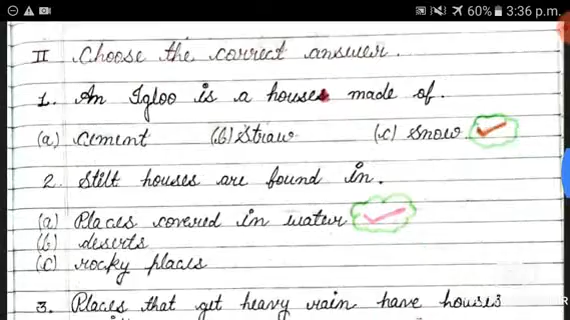 60% 3:36 p.m.
II Choose the correct answer.
1. An Igloo is a house made of.
(a) cement (b) Straw (c) Snow
2. Stilt houses are found in.
(a) Places covered in water
(b) deserts
(c) rocky places
3. Places that get heavy rain have houses